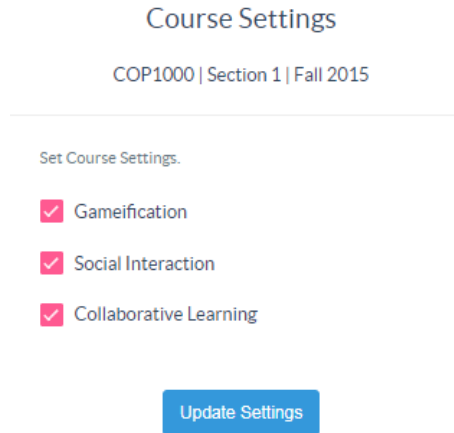 Course Settings
COP1000 | Section 1 | Fall 2015
Set Course Settings.
Gameification
Social Interaction
Collaborative Learning
Update Settings